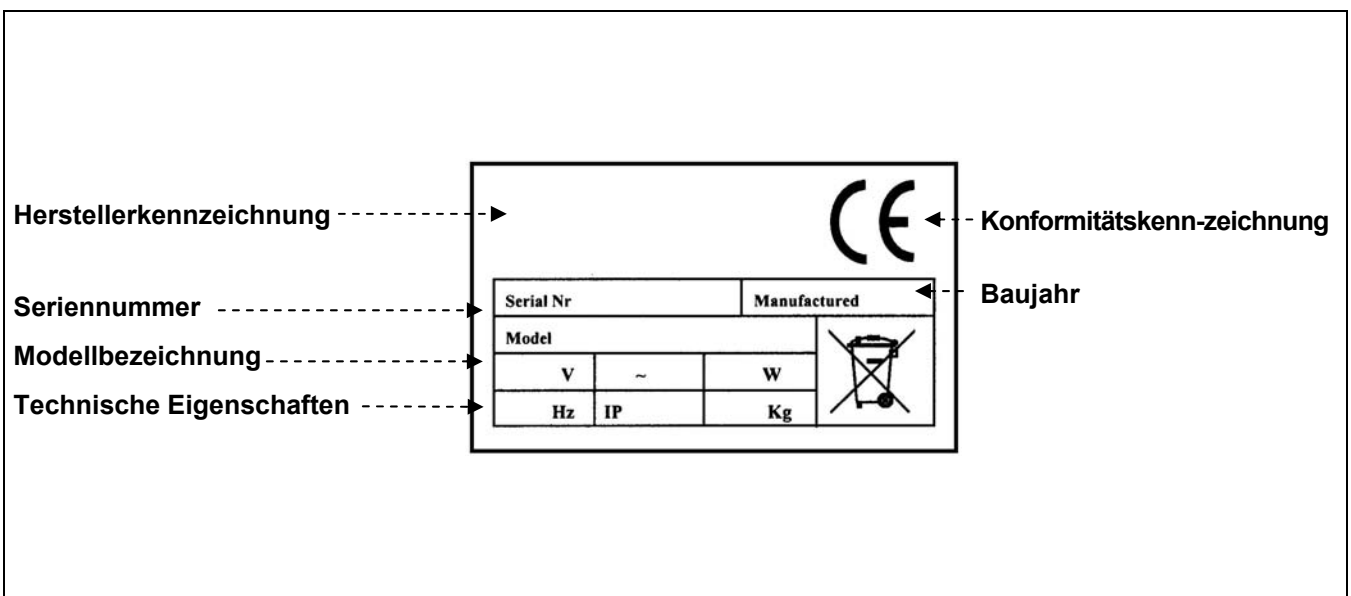 Herstellerkennzeichnung
CE
Konformitätskenn-zeichnung
Seriennummer
Serial Nr
Manufactured
Baujahr
Modellbezeichnung
Model
V ~ W
Technische Eigenschaften
Hz IP Kg